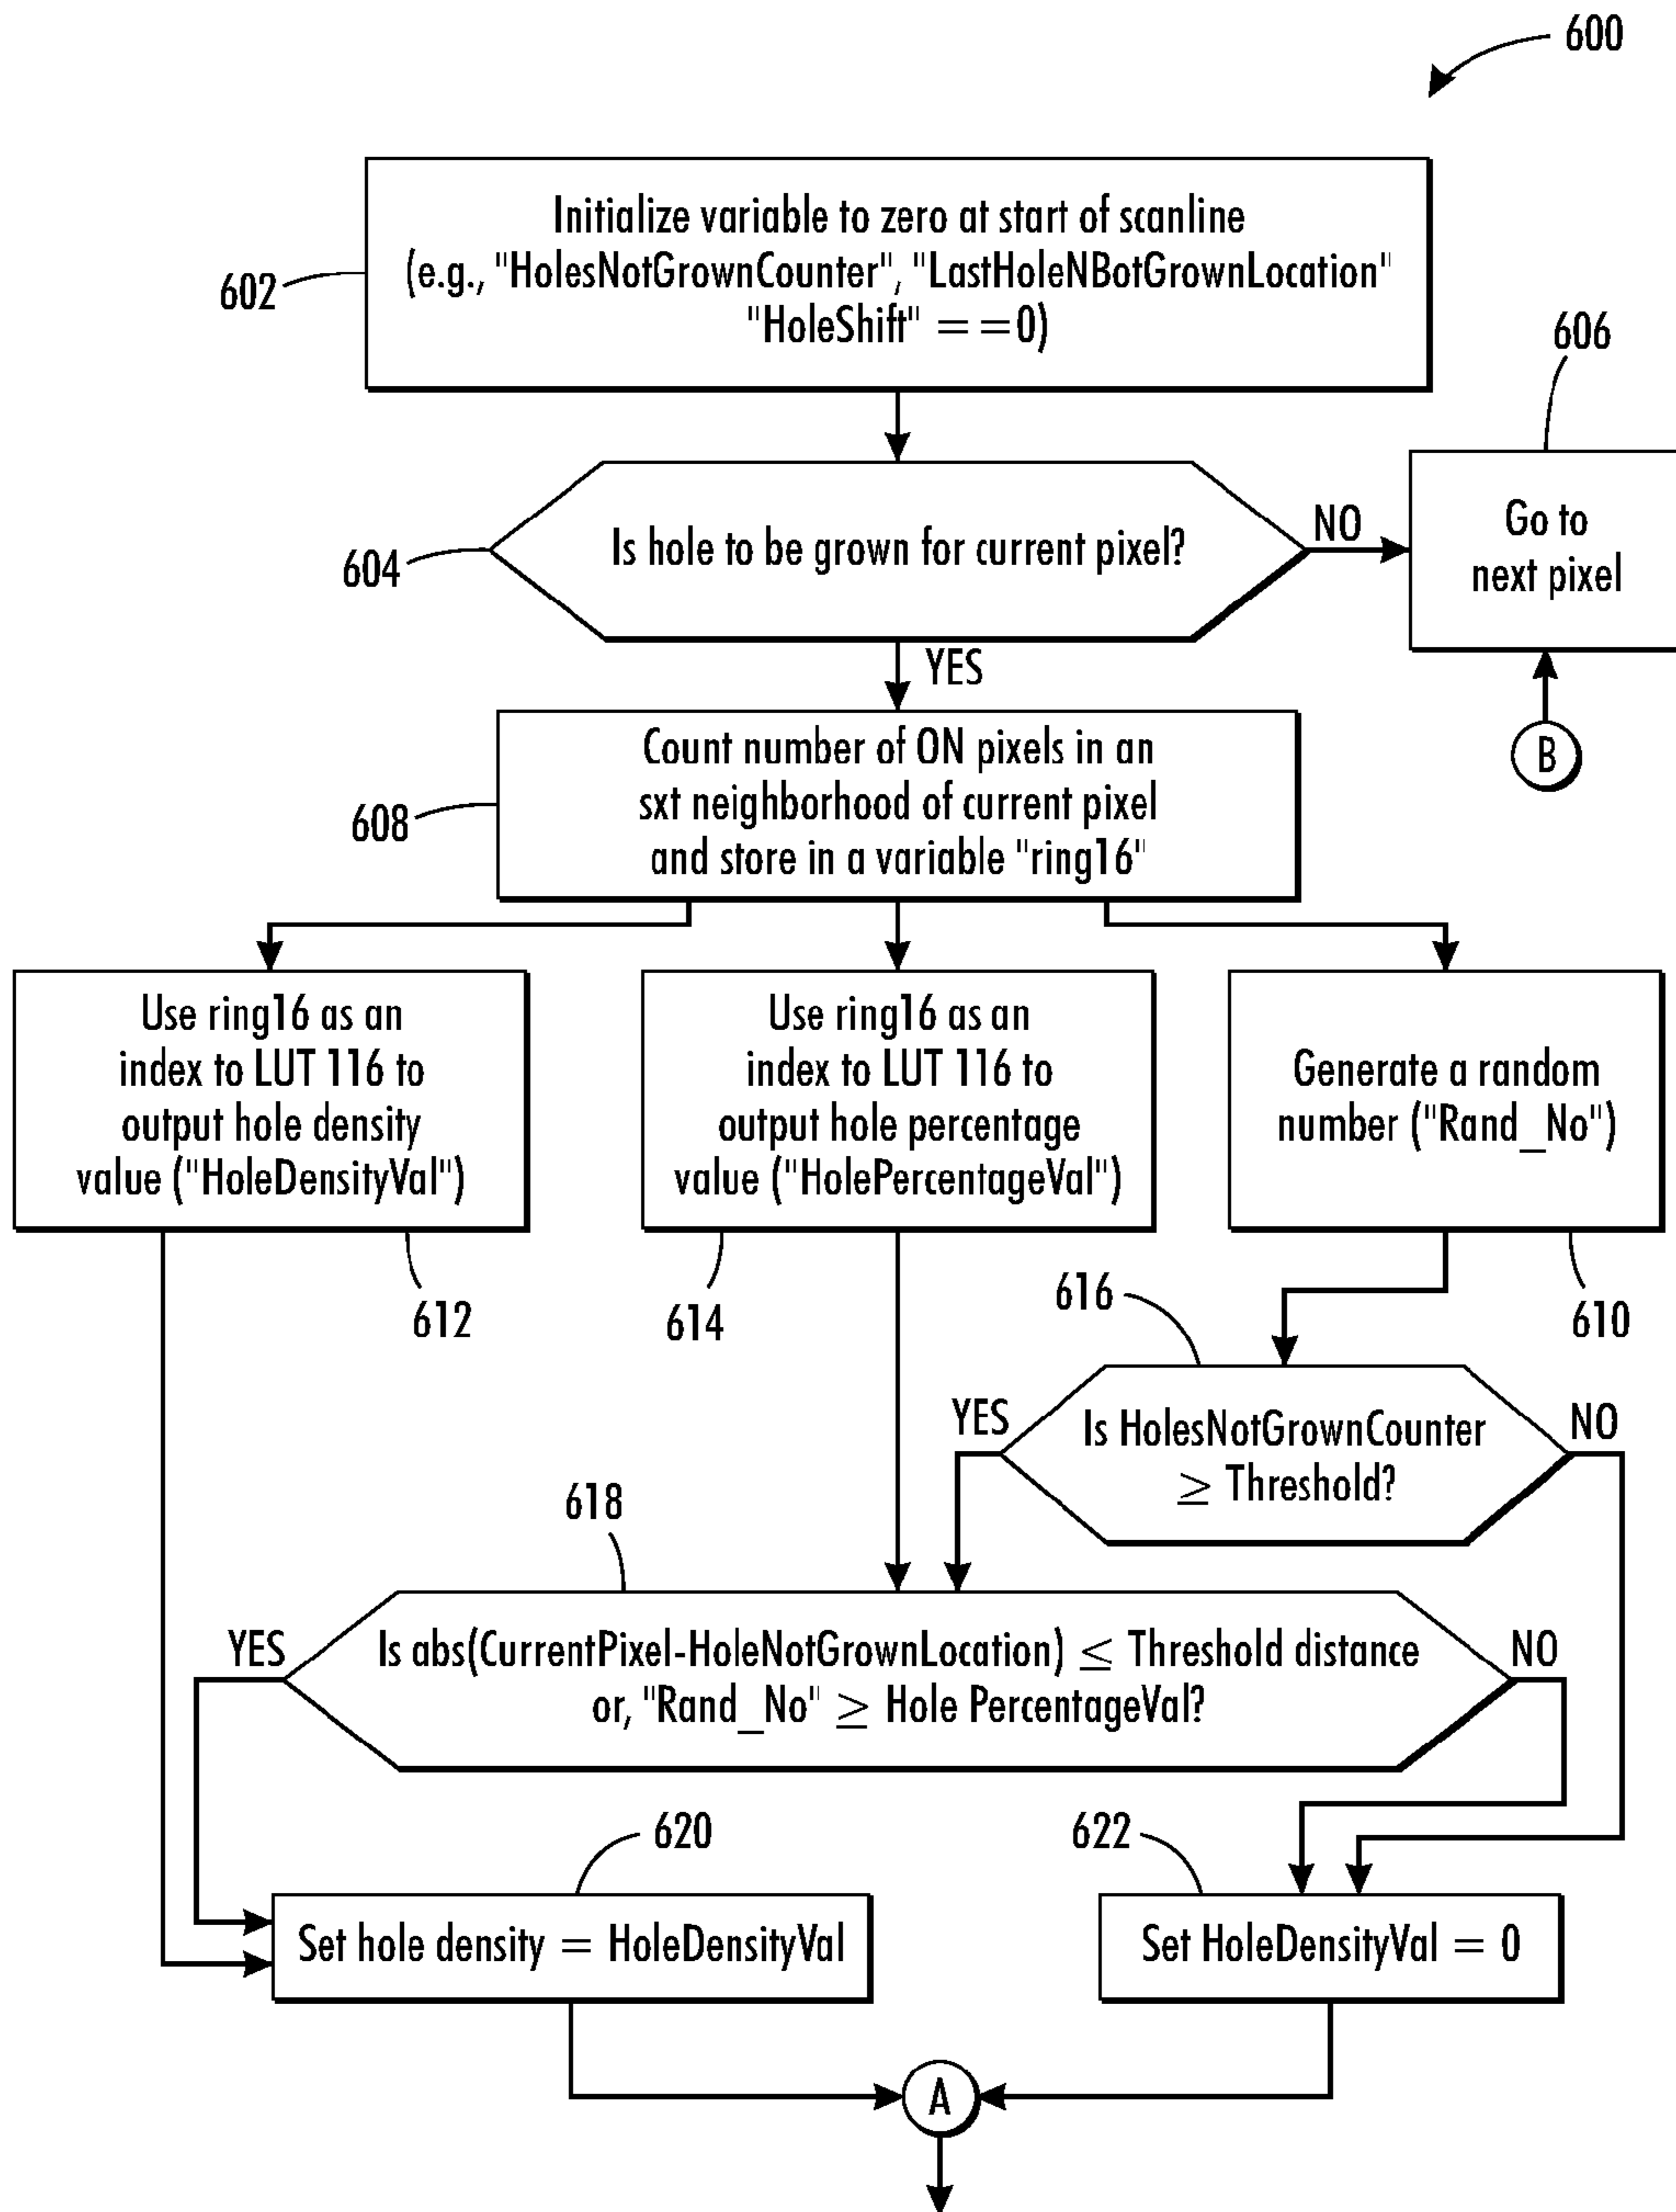 600
Initialize variable to zero at start of scanline
(e.g., "HolesNotGrownCounter", "LastHoleNBotGrownLocation"
"HoleShift" ==0)
602
606
Is hole to be grown for current pixel?
604
NO
Go to
next pixel
YES
B
Count number of ON pixels in an
sxt neighborhood of current pixel
and store in a variable "ring16"
608
Use ring16 as an
index to LUT 116 to
output hole density
value ("HoleDensityVal")
Use ring16 as an
index to LUT 116 to
output hole percentage
value ("HolePercentageVal")
Generate a random
number ("Rand_No")
612
614
616
610
YES
Is HolesNotGrownCounter
≥ Threshold?
NO
618
YES
Is abs(CurrentPixel-HoleNotGrownLocation) ≤ Threshold distance
or, "Rand_No" ≥ Hole PercentageVal?
NO
620
622
Set hole density = HoleDensityVal
Set HoleDensityVal = 0
A